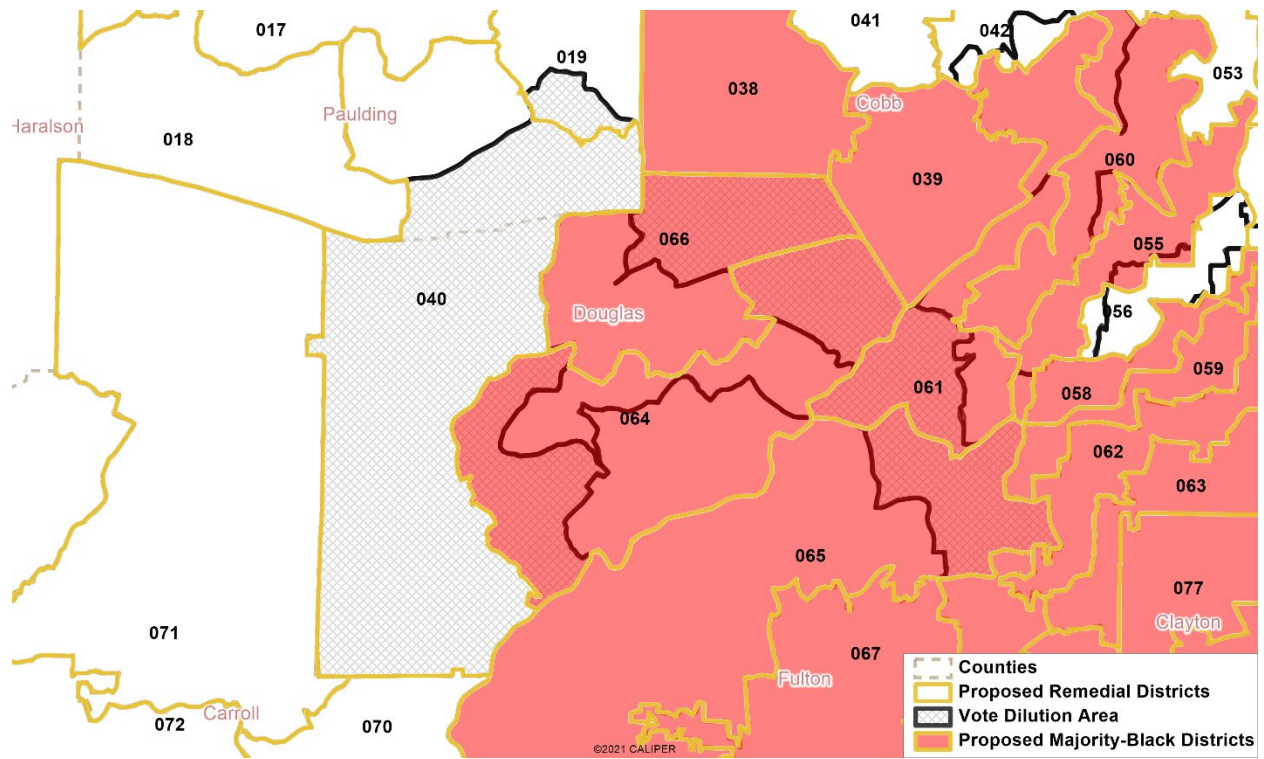 017
019
041
042
053
038
Cobb
Haralson
Paulding
018
060
039
066
055
040
Douglas
056
061
059
058
064
062
063
065
077
Clayton
071
067
Fulton
Carroll
072
070
©2021 CALIPER
Counties
Proposed Remedial Districts
Vote Dilution Area
Proposed Majority-Black Districts